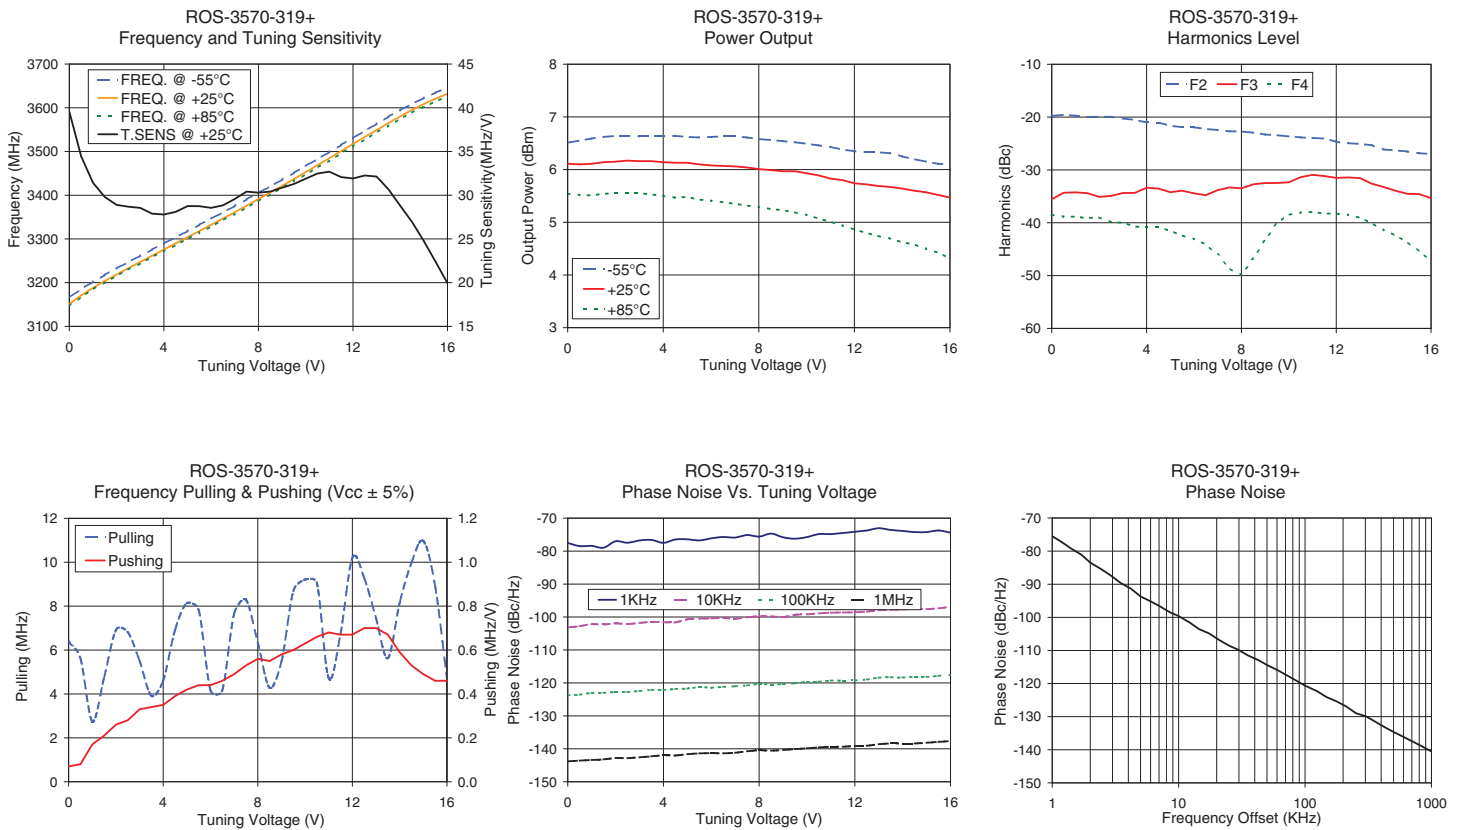 ROS-3570-319+
Frequency and Tuning Sensitivity
3700
3600
3500
3400
3300
3200
3100
Frequency (MHz)
FREQ. @ -55°C
FREQ. @ +25°C
FREQ. @ +85°C
T.SENS @ +25°C
45
40
35
30
25
20
15
Tuning Sensitivity(MHz/V)
0 4 8 12 16
Tuning Voltage (V)
ROS-3570-319+
Power Output
8
7
6
5
4
3
Output Power (dBm)
-55°C
+25°C
+85°C
0 4 8 12 16
Tuning Voltage (V)
ROS-3570-319+
Harmonics Level
-10
-20
-30
-40
-50
-60
Harmonics (dBc)
F2 F3 F4
0 4 8 12 16
Tuning Voltage (V)
ROS-3570-319+
Frequency Pulling & Pushing (Vcc ± 5%)
12
10
8
6
4
2
0
Pulling (MHz)
Pulling
Pushing
1.2
1.0
0.8
0.6
0.4
0.2
0.0
Pushing (MHz/V)
0 4 8 12 16
Tuning Voltage (V)
ROS-3570-319+
Phase Noise Vs. Tuning Voltage
-70
-80
-90
-100
-110
-120
-130
-140
-150
Phase Noise (dBc/Hz)
1KHz 10KHz 100KHz 1MHz
0 4 8 12 16
Tuning Voltage (V)
ROS-3570-319+
Phase Noise
-70
-80
-90
-100
-110
-120
-130
-140
-150
Phase Noise (dBc/Hz)
1 10 100 1000
Frequency Offset (KHz)